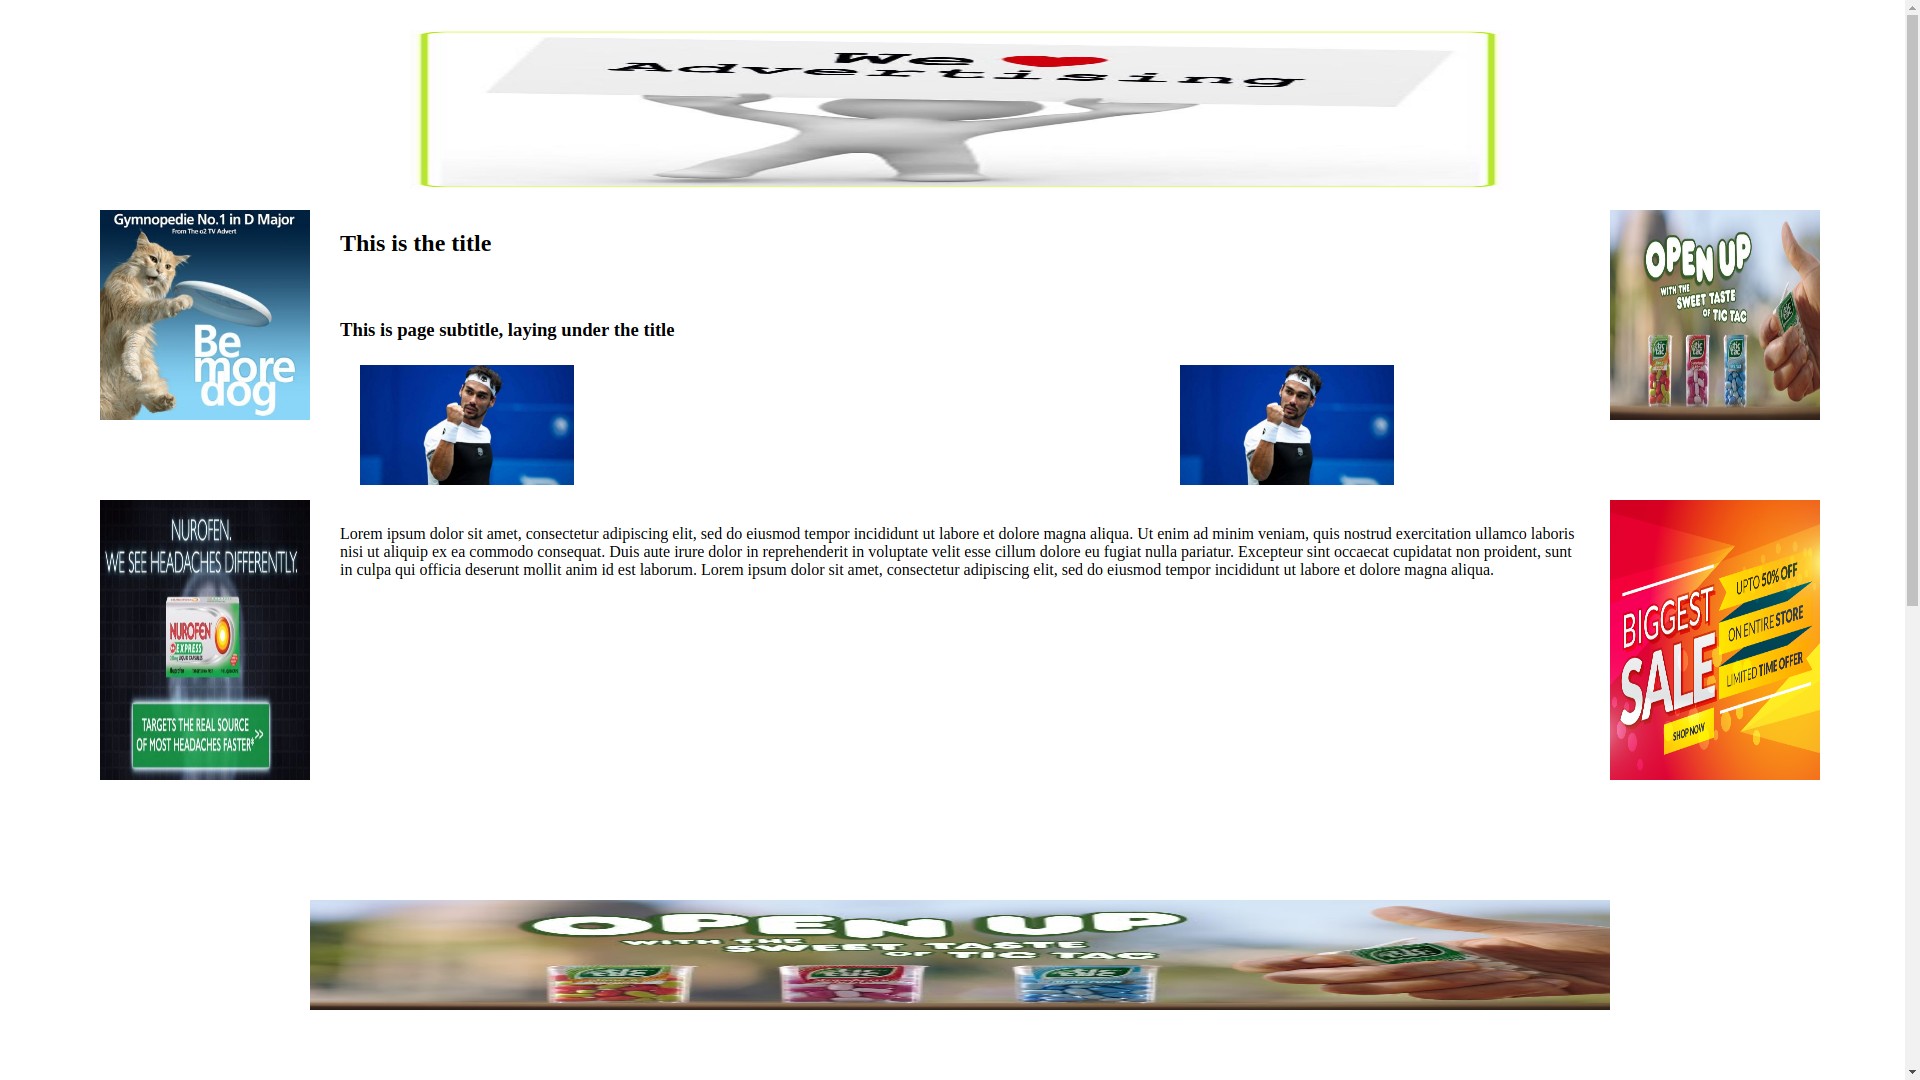 We
Advertising
Gymnopedie No.1 in D Major
From The o2 TV Advert
Be
more
dog
This is the title
This is page subtitle, laying under the title
OPEN UP
WITH THE
SWEET TASTE
OF TIC TAC
tic tac
tic tac
tic tac
Lorem ipsum dolor sit amet, consectetur adipiscing elit, sed do eiusmod tempor incididunt ut labore et dolore magna aliqua. Ut enim ad minim veniam, quis nostrud exercitation ullamco laboris
nisi ut aliquip ex ea commodo consequat. Duis aute irure dolor in reprehenderit in voluptate velit esse cillum dolore eu fugiat nulla pariatur. Excepteur sint occaecat cupidatat non proident, sunt
in culpa qui officia deserunt mollit anim id est laborum. Lorem ipsum dolor sit amet, consectetur adipiscing elit, sed do eiusmod tempor incididunt ut labore et dolore magna aliqua.
NUROFEN.
WE SEE HEADACHES DIFFERENTLY.
NUROFEN
EXPRESS
TARGETS THE REAL SOURCE
OF MOST HEADACHES FASTER* >>
BIGGEST
SALE
SHOP NOW
UPTO 50% OFF
ON ENTIRE STORE
LIMITED TIME OFFER
OPEN UP
WITH THE
SWEET TASTE
OF TIC TAC